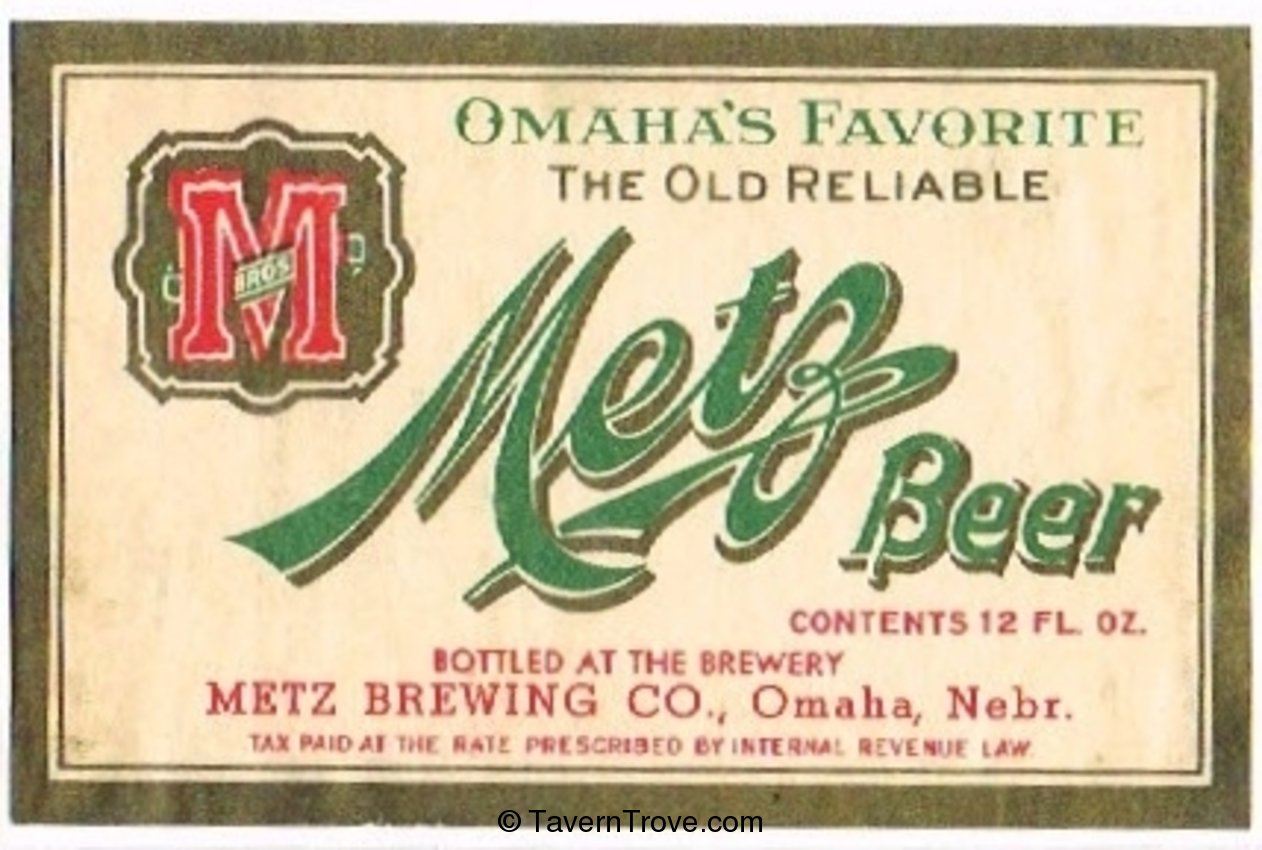 OMAHA'S FAVORITE
THE OLD RELIABLE
M
BROS
Metz
Beer
CONTENTS 12 FL. OZ.
BOTTLED AT THE BREWERY
METZ BREWING CO., Omaha, Nebr.
TAX PAID AT THE RATE PRESCRIBED BY INTERNAL REVENUE LAW
© TavernTrove.com